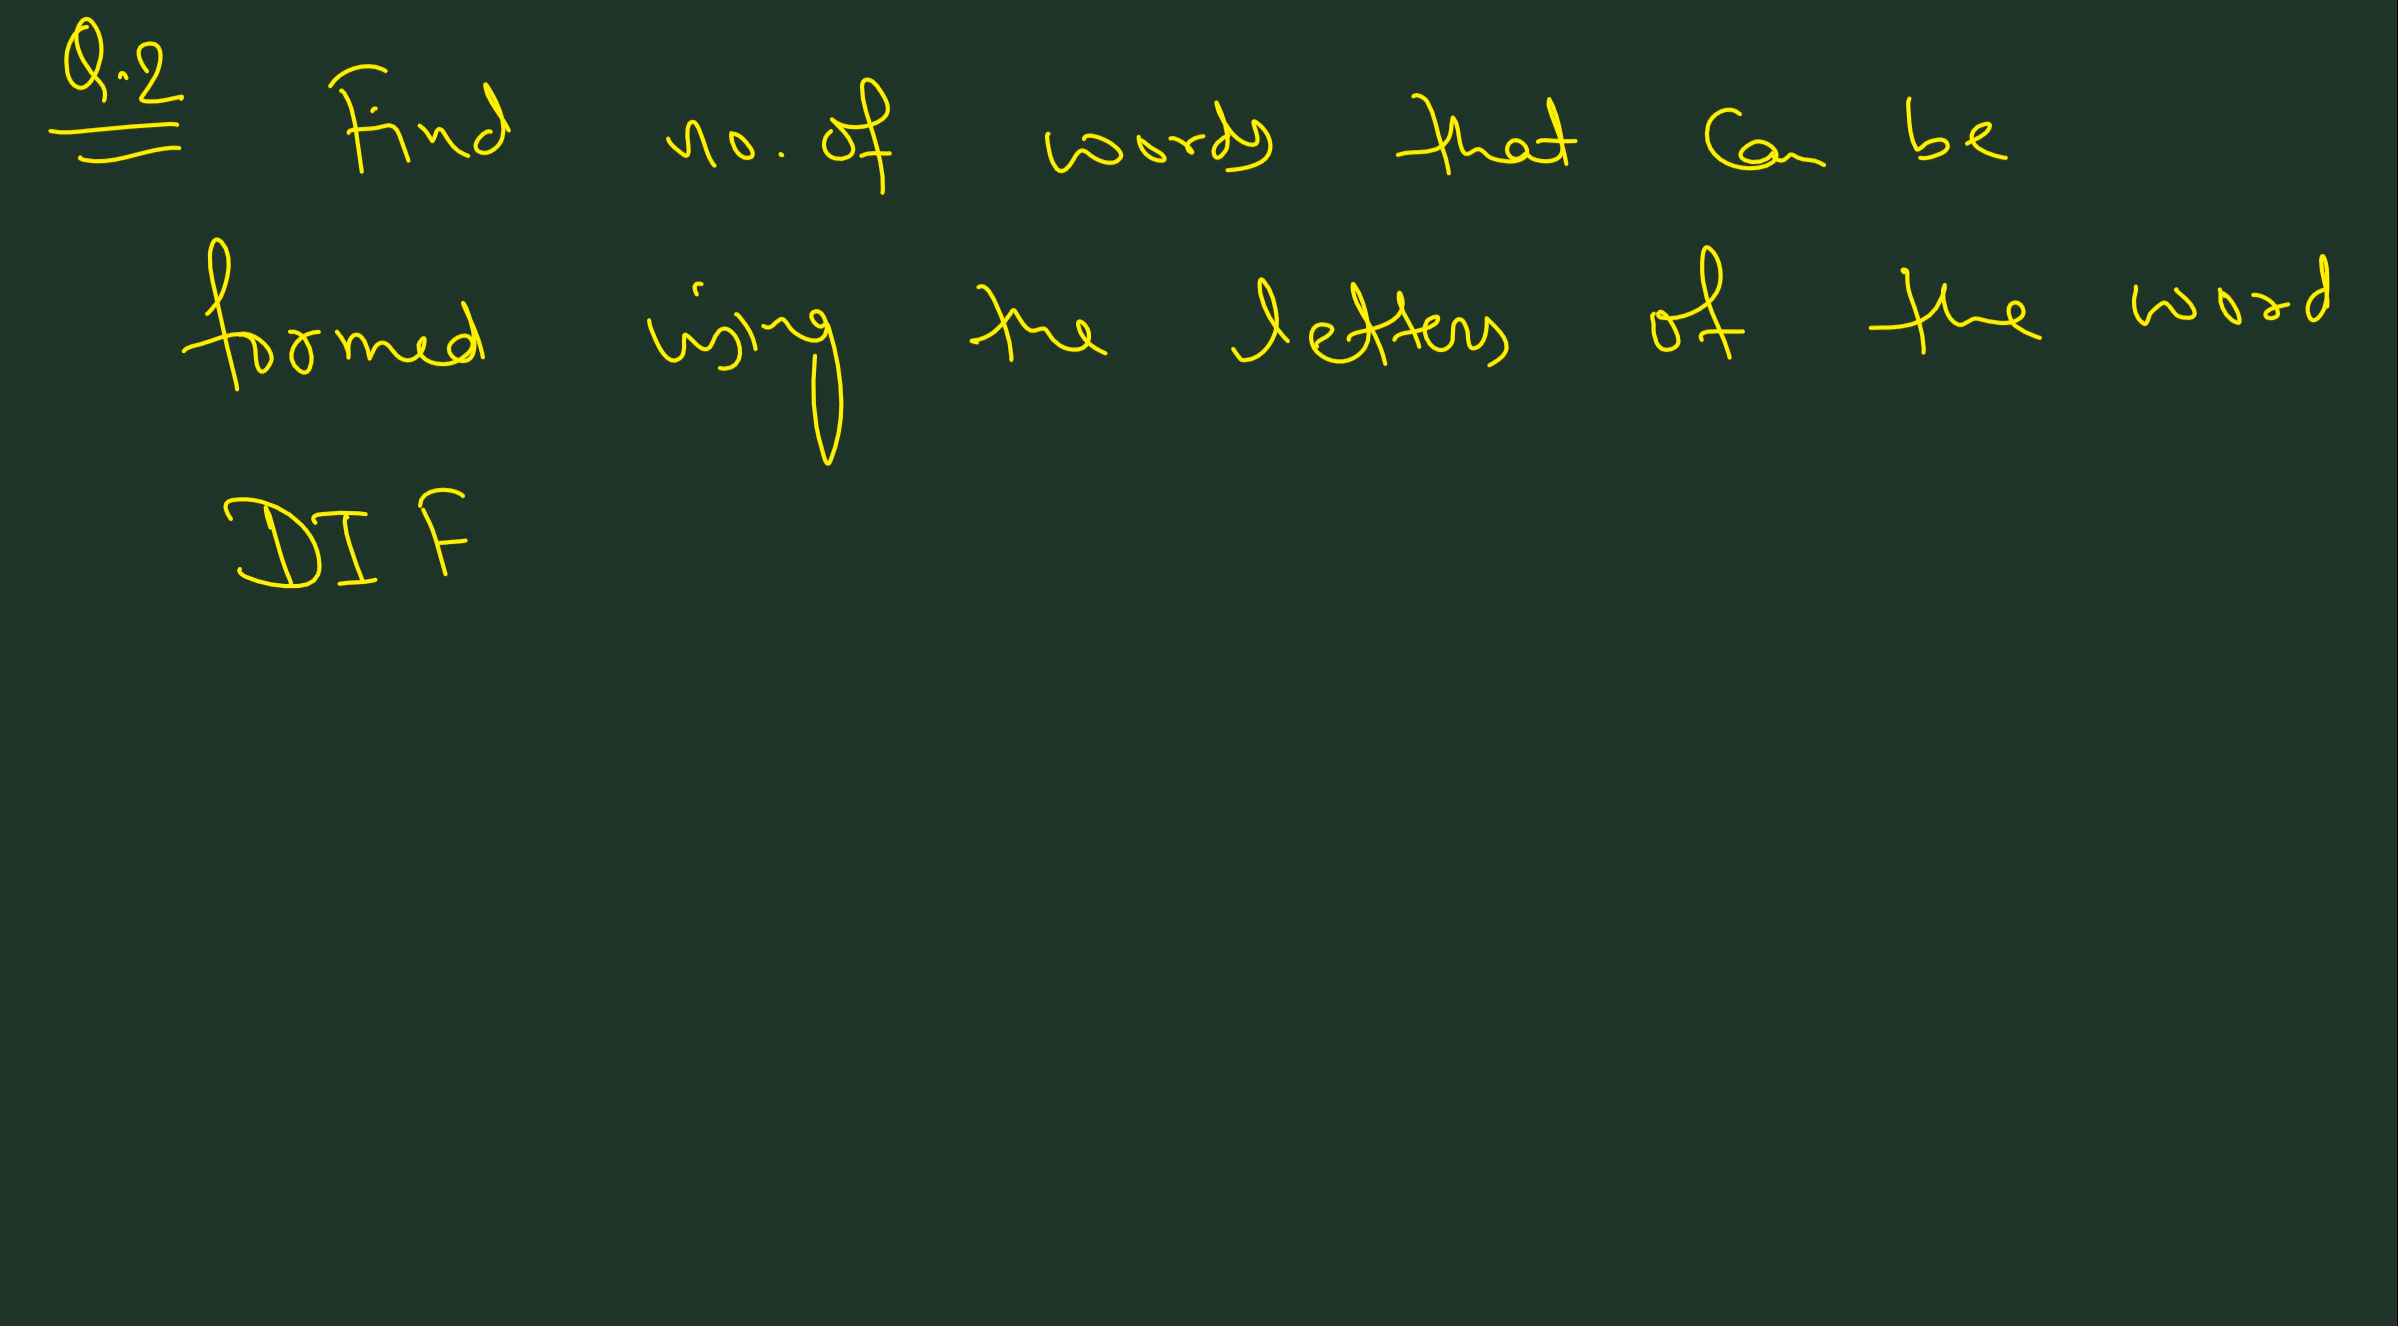 Q.2 Find no. of words that can be
formed using the letters of the word
DIF